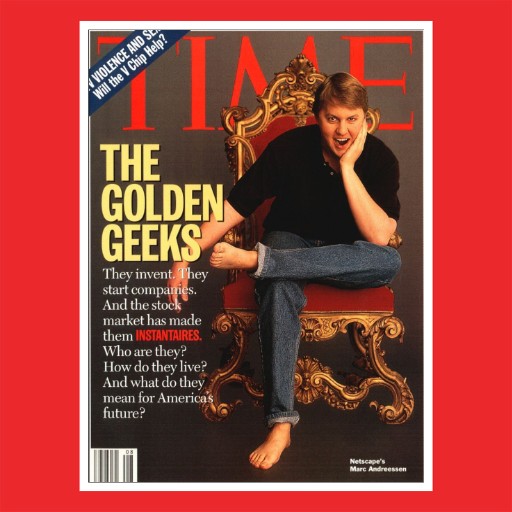 V VIOLENCE AND SE
Will the V Chip Help?
TIME
THE
GOLDEN
GEEKS
They invent. They
start companies.
And the stock
market has made
them INSTANTAIRES.
Who are they?
How do they live?
And what do they
mean for America's
future?
08
Netscape's
Marc Andreessen